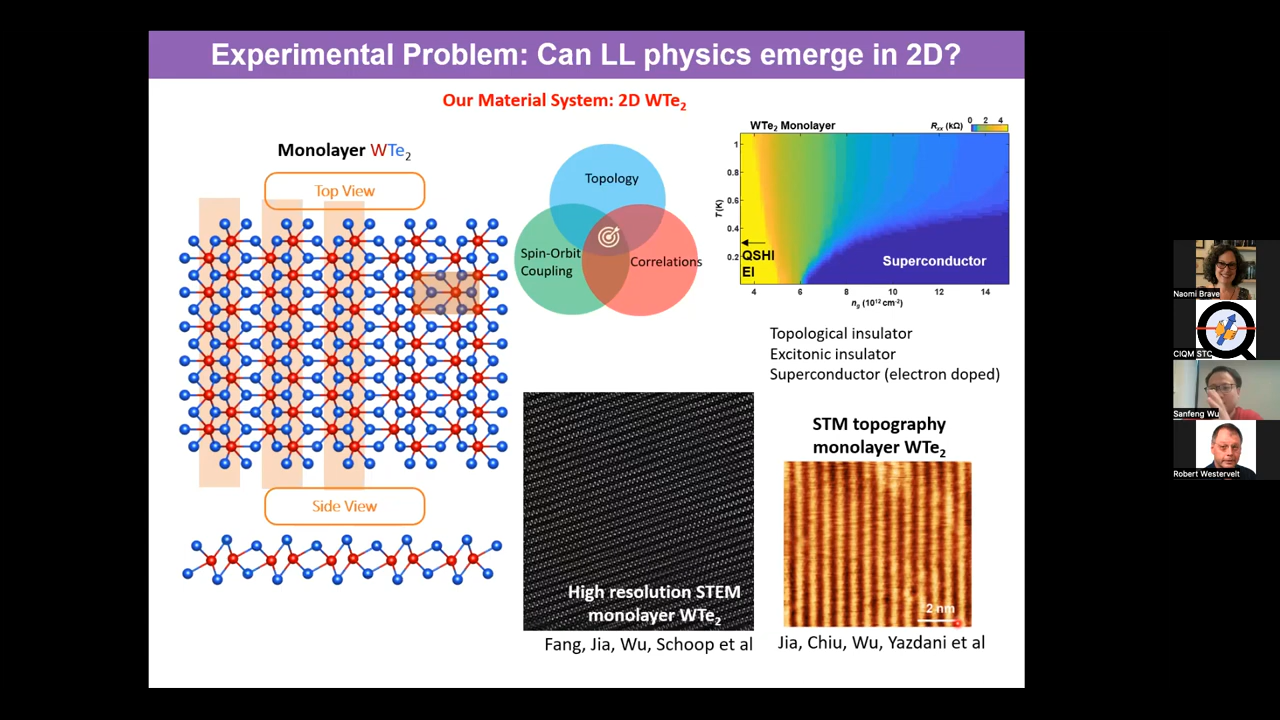 Experimental Problem: Can LL physics emerge in 2D?
Our Material System: 2D WTe2
Monolayer WTe2
Top View
Side View
Topology
Spin-Orbit
Coupling
Correlations
WTe2 Monolayer
Rxx (kΩ)
0 2 4
T(K)
1
0.8
0.6
0.4
0.2
QSHI
EI
Superconductor
4 6 8 10 12 14
ng (10^12 cm^-2)
Topological insulator
Excitonic insulator
Superconductor (electron doped)
High resolution STEM
monolayer WTe2
Fang, Jia, Wu, Schoop et al
STM topography
monolayer WTe2
2 nm
Jia, Chiu, Wu, Yazdani et al
Naomi Brave
CIQM STC
Sanfeng Wu
Robert Westervelt